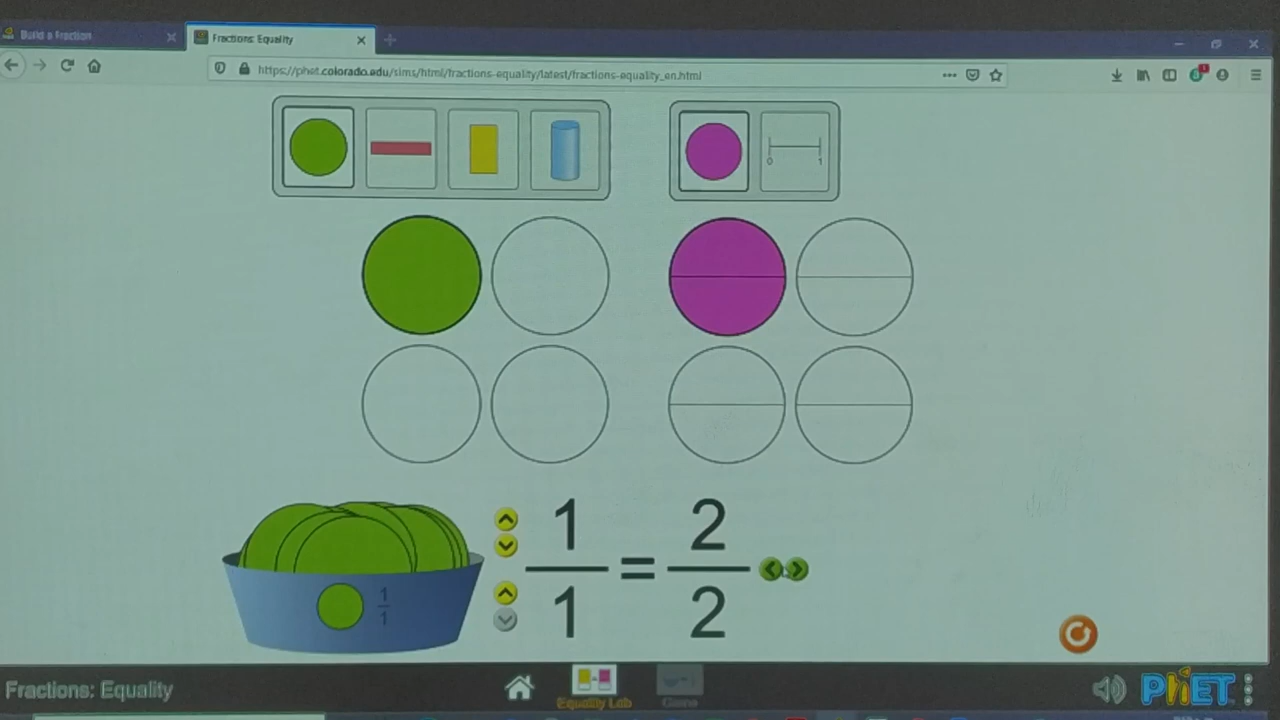 Build a Fraction
Fractions: Equality
https://phet.colorado.edu/sims/html/fractions-equality/latest/fractions-equality_en.html
0 1
1
1
1
1
=
2
2
Fractions: Equality
Equality Lab
Game
PhET